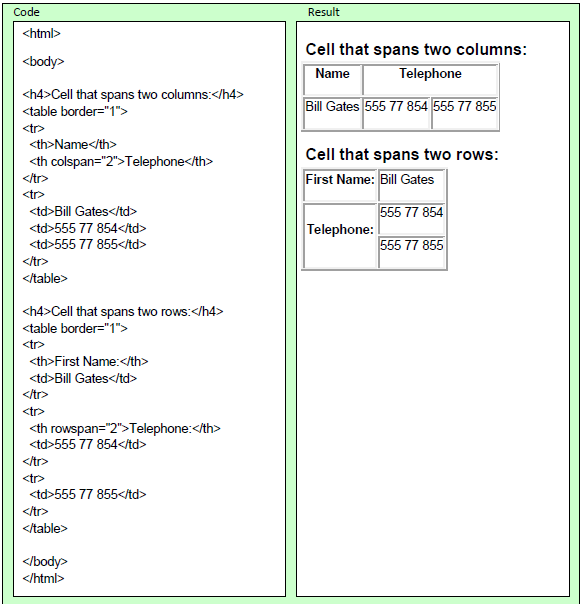 Code
<html>
<body>
<h4>Cell that spans two columns:</h4>
<table border="1">
<tr>
<th>Name</th>
<th colspan="2">Telephone</th>
</tr>
<tr>
<td>Bill Gates</td>
<td>555 77 854</td>
<td>555 77 855</td>
</tr>
</table>
<h4>Cell that spans two rows:</h4>
<table border="1">
<tr>
<th>First Name:</th>
<td>Bill Gates</td>
</tr>
<tr>
<th rowspan="2">Telephone:</th>
<td>555 77 854</td>
</tr>
<tr>
<td>555 77 855</td>
</tr>
</table>
</body>
</html>
Result
Cell that spans two columns:
Name Telephone
Bill Gates 555 77 854 555 77 855
Cell that spans two rows:
First Name: Bill Gates
555 77 854
Telephone:
555 77 855